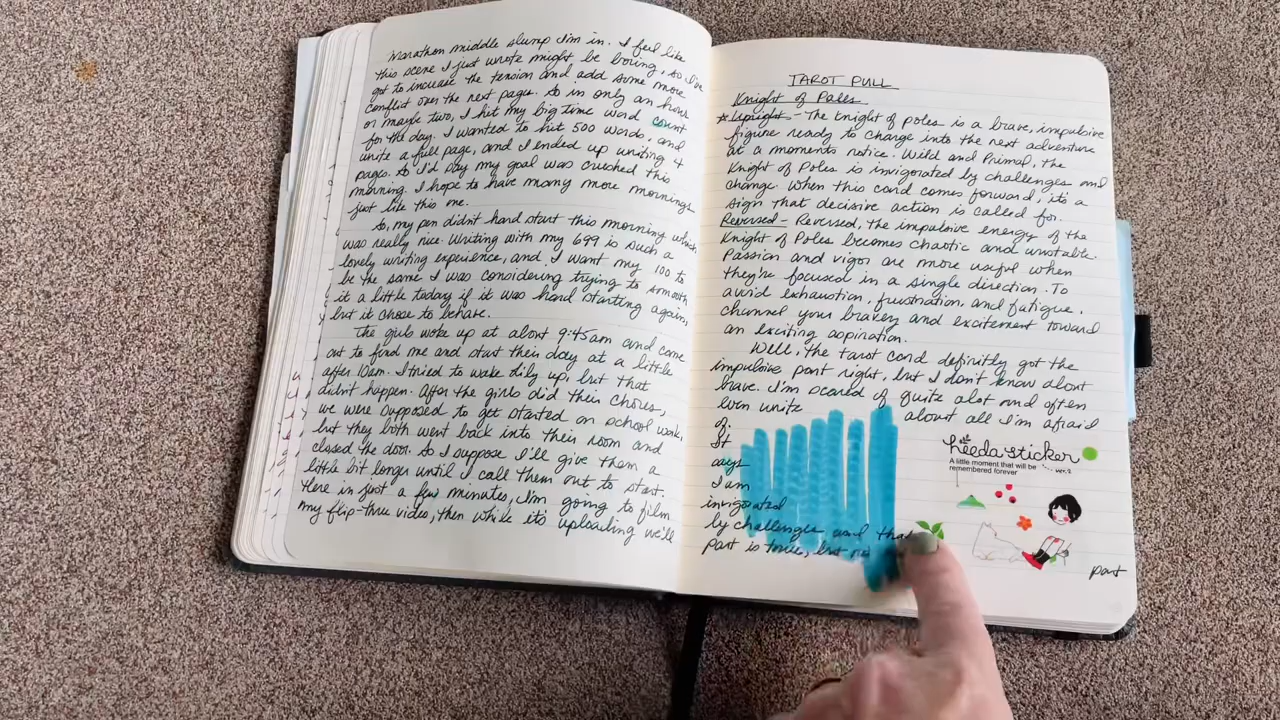 Marathon middle slump I'm in. I feel like
this scene I just wrote might be boring, so I've
got to increase the tension and add some more
conflict over the next pages. So in only an hour
or maybe two, I hit my big time word count
for the day. I wanted to hit 500 words, and
write a full page, and I ended up writing 4
pages. So I'd day my goal was crushed this
morning. I hope to have many more mornings
just like this one.
So, my pen didn't hard start this morning which
was really nice. Writing with my 699 is such a
lovely writing experience, and I want my 100 to
be the same. I was considering trying to smooth
it a little today if it was hard starting again,
but it chose to behave.
The girls woke up at about 9:45am and came
out to find me and start their day at a little
after 10am. I tried to wake them up, but that
didn't happen. After the girls did their chores,
we were supposed to get started on school work,
but they both went back into their room and
closed the door. So I suppose I'll give them a
little bit longer until I call them out to start.
Here in just a few minutes, I'm going to film
my flip-thru video, then while it's uploading we'll
TAROT PULL
Knight of Poles
*Upright - The Knight of Poles is a brave, impulsive
figure ready to charge into the next adventure
at a moments notice. Wild and Primal, the
Knight of Poles is invigorated by challenges and
change. When this card comes forward, it's a
sign that decisive action is called for.
Reversed - Reversed, the impulsive energy of the
Knight of Poles becomes chaotic and unstable.
Passion and vigor are more useful when
they're focused in a single direction. To
avoid exhaustion, frustration, and fatigue,
channel your bravery and excitement toward
an exciting aspiration.
Well, the tarot card definitly got the
impulsive part right, but I don't know about
brave. I'm scared of quite alot and often
even write about all I'm afraid
of.
It
says
I am
invigorated
by challenges, and that
part is true, but not
part
heeda sticker
A little moment that will be
remembered forever ver.2